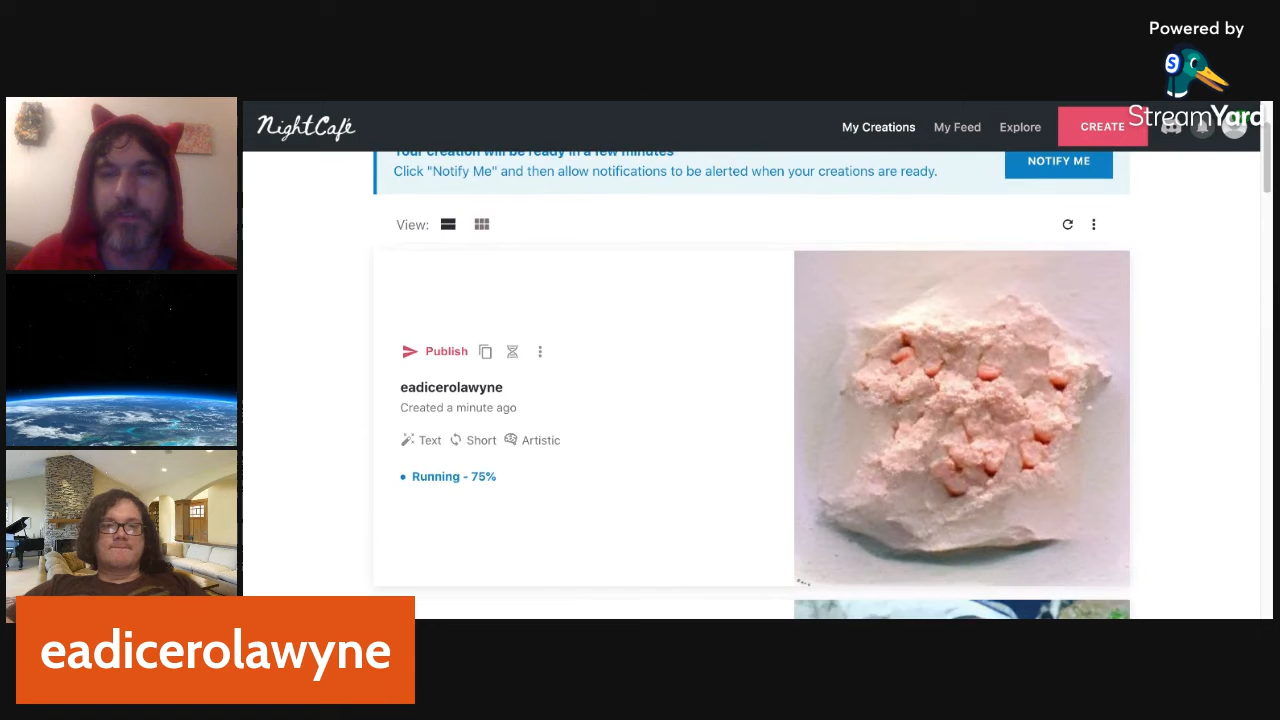 Powered by
StreamYard
NightCafé
My Creations
My Feed
Explore
CREATE
Your creation will be ready in a few minutes
Click "Notify Me" and then allow notifications to be alerted when your creations are ready.
NOTIFY ME
View:
Publish
eadicerolawyne
Created a minute ago
Text
Short
Artistic
Running - 75%
eadicerolawyne